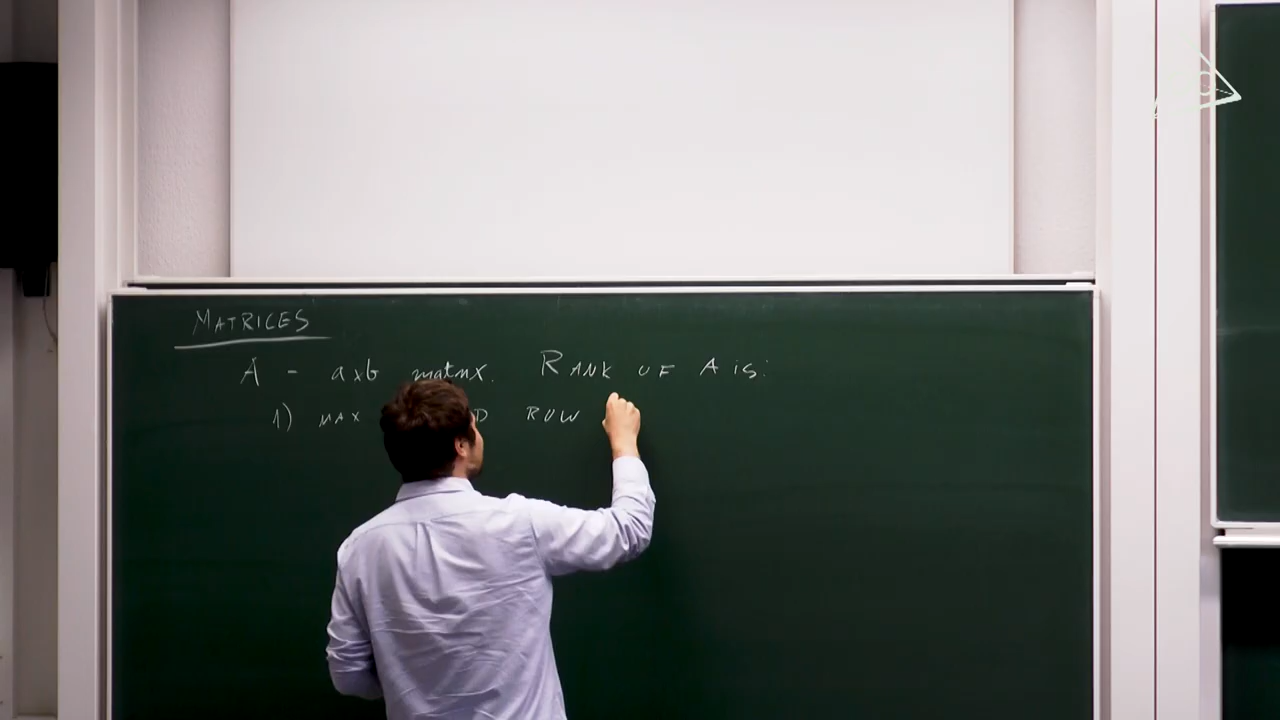 MATRICES
A - axb matrix. RANK OF A is:
1) MAX ROW